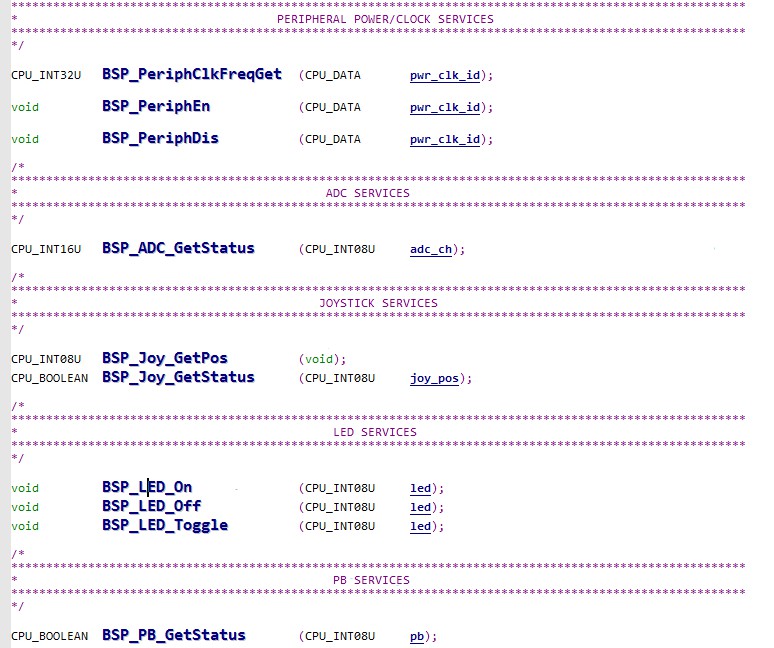 *********************************************************************************************************
*                                     PERIPHERAL POWER/CLOCK SERVICES
*********************************************************************************************************
*/
CPU_INT32U   BSP_PeriphClkFreqGet  (CPU_DATA       pwr_clk_id);
void         BSP_PeriphEn          (CPU_DATA       pwr_clk_id);
void         BSP_PeriphDis         (CPU_DATA       pwr_clk_id);
/*
*********************************************************************************************************
*                                            ADC SERVICES
*********************************************************************************************************
*/
CPU_INT16U   BSP_ADC_GetStatus     (CPU_INT08U     adc_ch);
/*
*********************************************************************************************************
*                                           JOYSTICK SERVICES
*********************************************************************************************************
*/
CPU_INT08U   BSP_Joy_GetPos        (void);
CPU_BOOLEAN  BSP_Joy_GetStatus     (CPU_INT08U     joy_pos);
/*
*********************************************************************************************************
*                                             LED SERVICES
*********************************************************************************************************
*/
void         BSP_LED_On            (CPU_INT08U     led);
void         BSP_LED_Off           (CPU_INT08U     led);
void         BSP_LED_Toggle        (CPU_INT08U     led);
/*
*********************************************************************************************************
*                                             PB SERVICES
*********************************************************************************************************
*/
CPU_BOOLEAN  BSP_PB_GetStatus      (CPU_INT08U     pb);